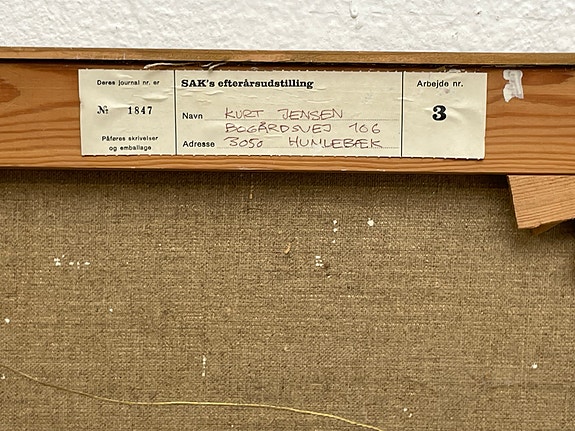 Deres journal nr. er
№ 1847
Påføres skrivelser
og emballage
SAK's efterårsudstilling
Navn KURT JENSEN
BOGÅRDSVEJ 106
Adresse 3050 HUMLEBÆK
Arbejde nr.
3